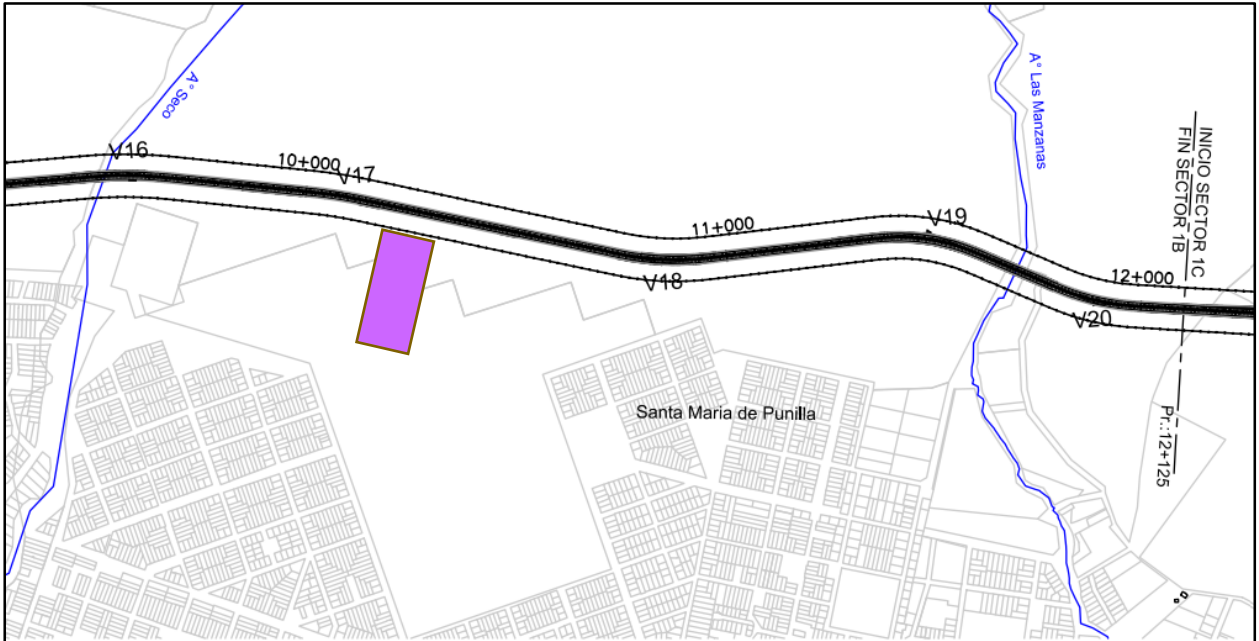 A° Seco
A° Las Manzanas
V16
10+000
V17
11+000
V18
V19
12+000
V20
INICIO SECTOR 1C
FIN SECTOR 1B
Pr.:12+125
Santa Maria de Punilla